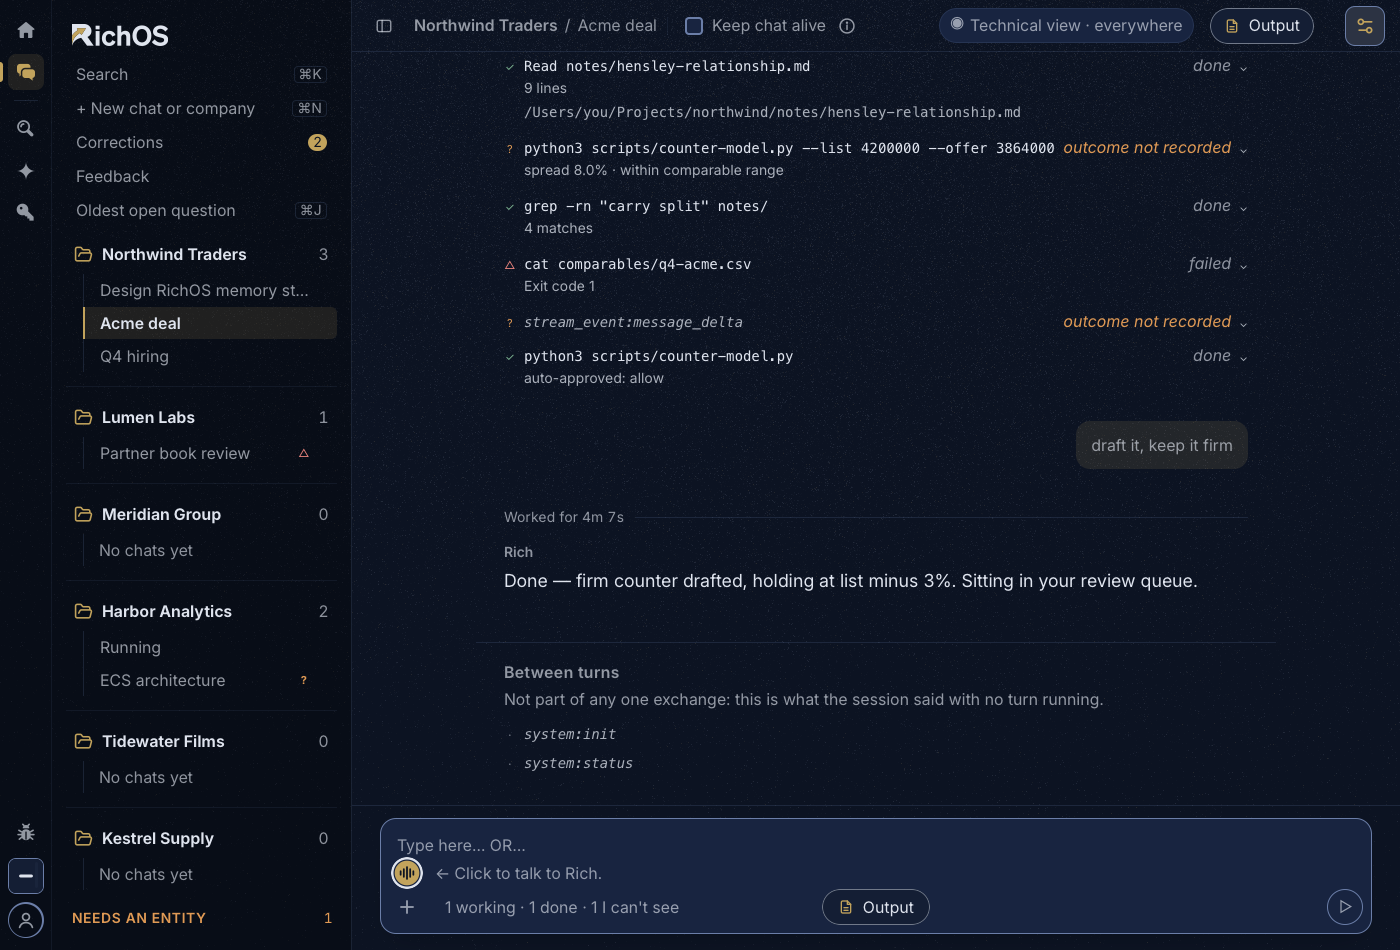 RichOS
Search ⌘K
+ New chat or company ⌘N
Corrections 2
Feedback
Oldest open question ⌘J
Northwind Traders 3
Design RichOS memory st...
Acme deal
Q4 hiring
Lumen Labs 1
Partner book review
Meridian Group 0
No chats yet
Harbor Analytics 2
Running
ECS architecture ?
Tidewater Films 0
No chats yet
Kestrel Supply 0
No chats yet
NEEDS AN ENTITY 1
Northwind Traders / Acme deal
Keep chat alive
Technical view · everywhere
Output
✓ Read notes/hensley-relationship.md done
9 lines
/Users/you/Projects/northwind/notes/hensley-relationship.md
? python3 scripts/counter-model.py --list 4200000 --offer 3864000 outcome not recorded
spread 8.0% · within comparable range
✓ grep -rn "carry split" notes/ done
4 matches
△ cat comparables/q4-acme.csv failed
Exit code 1
? stream_event:message_delta outcome not recorded
✓ python3 scripts/counter-model.py done
auto-approved: allow
draft it, keep it firm
Worked for 4m 7s
Rich
Done — firm counter drafted, holding at list minus 3%. Sitting in your review queue.
Between turns
Not part of any one exchange: this is what the session said with no turn running.
· system:init
· system:status
Type here... OR...
← Click to talk to Rich.
1 working · 1 done · 1 I can't see
Output